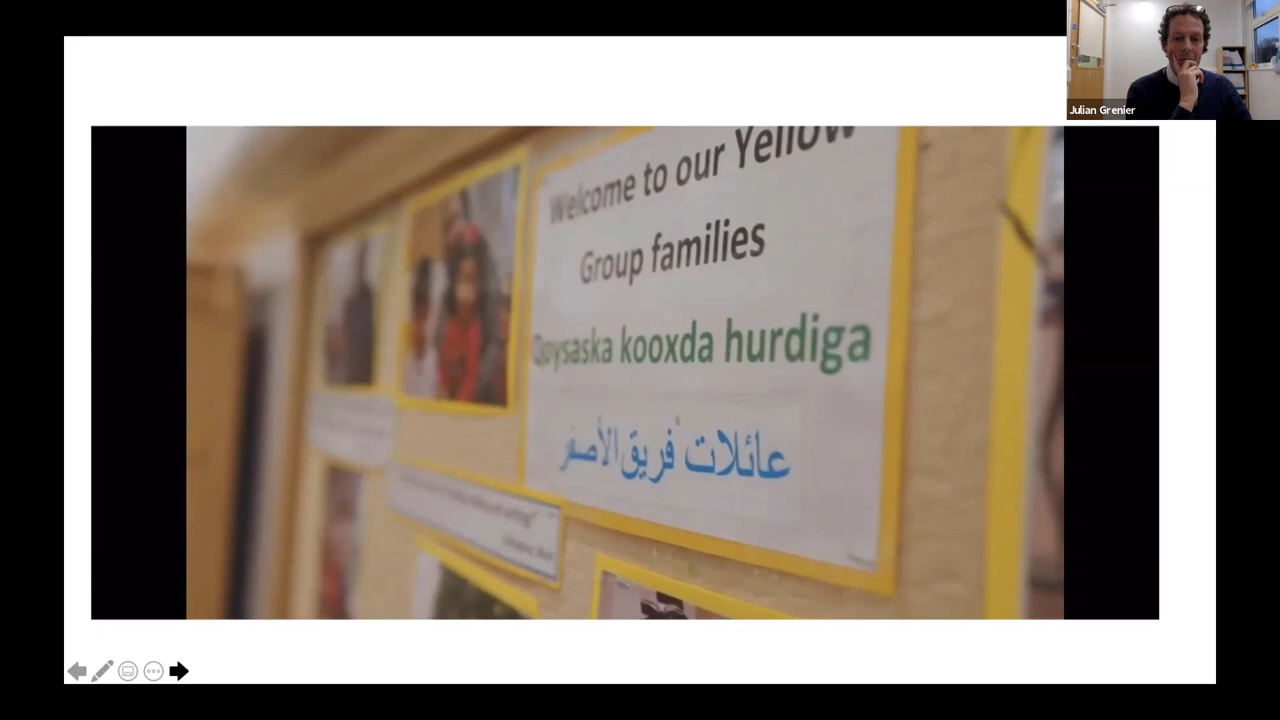 Julian Grenier
Welcome to our Yellow
Group families
Qoysaska kooxda hurdiga
عائلات فريق الأصفر